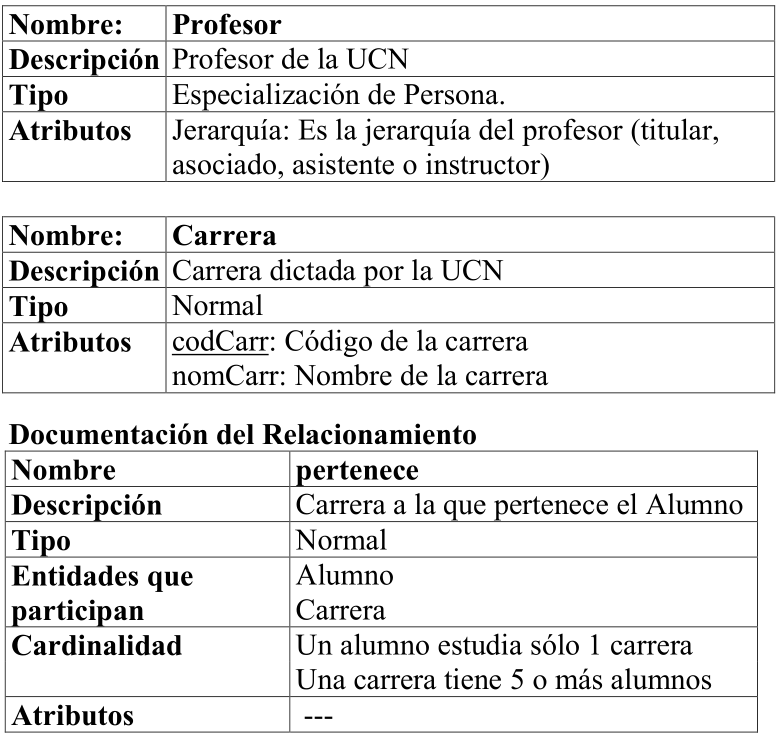 Nombre: Profesor
Descripción Profesor de la UCN
Tipo Especialización de Persona.
Atributos Jerarquía: Es la jerarquía del profesor (titular,
asociado, asistente o instructor)
Nombre: Carrera
Descripción Carrera dictada por la UCN
Tipo Normal
Atributos codCarr: Código de la carrera
nomCarr: Nombre de la carrera
Documentación del Relacionamiento
Nombre pertenece
Descripción Carrera a la que pertenece el Alumno
Tipo Normal
Entidades que Alumno
participan Carrera
Cardinalidad Un alumno estudia sólo 1 carrera
Una carrera tiene 5 o más alumnos
Atributos ---